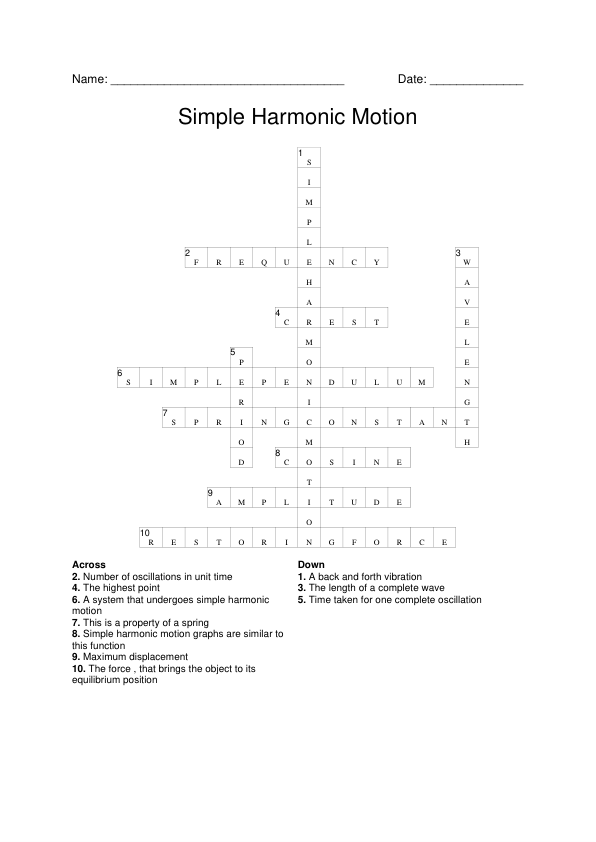 Name: ___________________________________ Date: ______________
Simple Harmonic Motion
1
S
I
M
P
L
2 3
F R E Q U E N C Y W
H A
A V
4
C R E S T E
M L
5
P O E
6
S I M P L E P E N D U L U M N
R I G
7
S P R I N G C O N S T A N T
O M H
8
D C O S I N E
T
9
A M P L I T U D E
O
10
R E S T O R I N G F O R C E
Across
2. Number of oscillations in unit time
4. The highest point
6. A system that undergoes simple harmonic
motion
7. This is a property of a spring
8. Simple harmonic motion graphs are similar to
this function
9. Maximum displacement
10. The force , that brings the object to its
equilibrium position
Down
1. A back and forth vibration
3. The length of a complete wave
5. Time taken for one complete oscillation